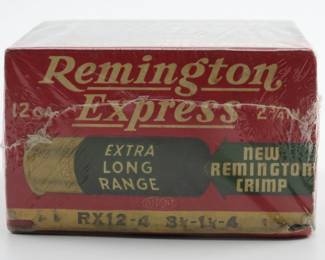 Remington
Express
12 GA.
2¾ IN.
EXTRA
LONG
RANGE
NEW
REMINGTON
CRIMP
RX12-4 3¾-1¼-4